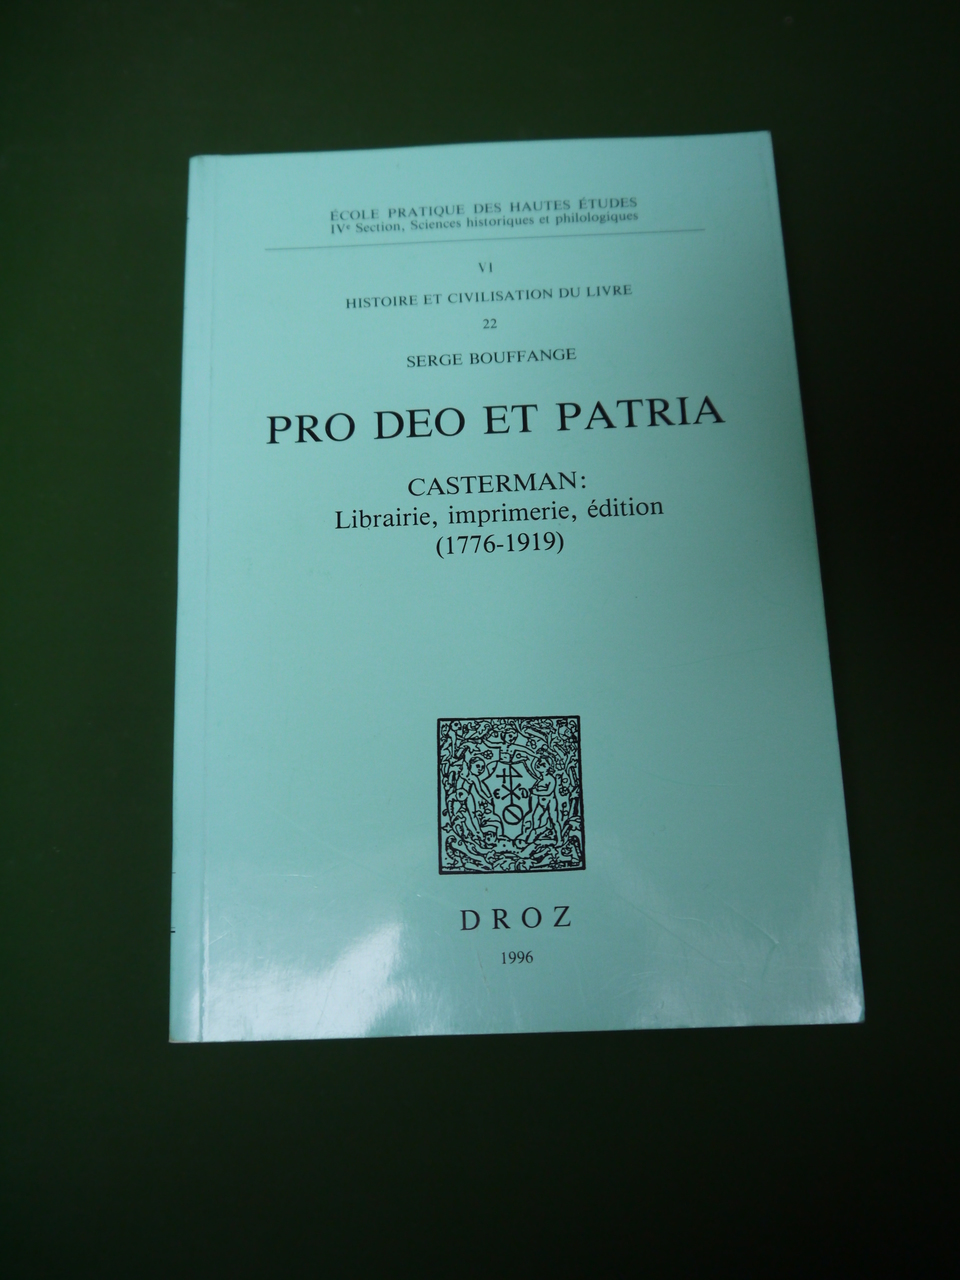 ÉCOLE PRATIQUE DES HAUTES ÉTUDES
IVe Section, Sciences historiques et philologiques
VI
HISTOIRE ET CIVILISATION DU LIVRE
22
SERGE BOUFFANGE
PRO DEO ET PATRIA
CASTERMAN:
Librairie, imprimerie, édition
(1776-1919)
DROZ
1996